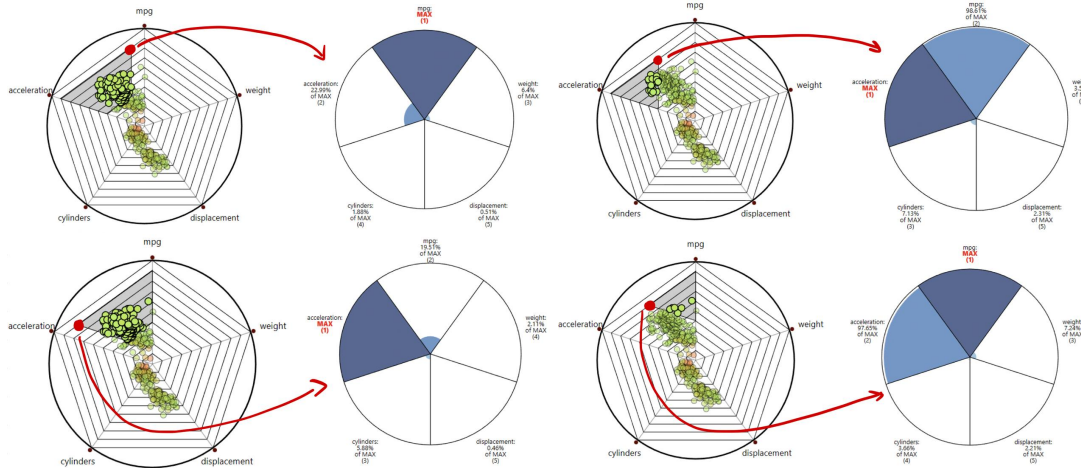 mpg
acceleration
weight
cylinders
displacement
mpg:
MAX
(1)
acceleration:
22.99%
of MAX
(2)
weight:
6.4%
of MAX
(3)
cylinders:
1.88%
of MAX
(4)
displacement:
0.51%
of MAX
(5)
mpg
acceleration
weight
cylinders
displacement
mpg:
98.61%
of MAX
(2)
acceleration:
MAX
(1)
cylinders:
7.13%
of MAX
(3)
displacement:
2.31%
of MAX
(5)
mpg
acceleration
weight
cylinders
displacement
mpg:
19.51%
of MAX
(2)
acceleration:
MAX
(1)
weight:
2.11%
of MAX
(4)
cylinders:
5.88%
of MAX
(3)
displacement:
0.46%
of MAX
(5)
mpg
acceleration
weight
cylinders
displacement
mpg:
MAX
(1)
acceleration:
97.65%
of MAX
(2)
weight:
7.24%
of MAX
(3)
cylinders:
3.66%
of MAX
(4)
displacement:
2.21%
of MAX
(5)